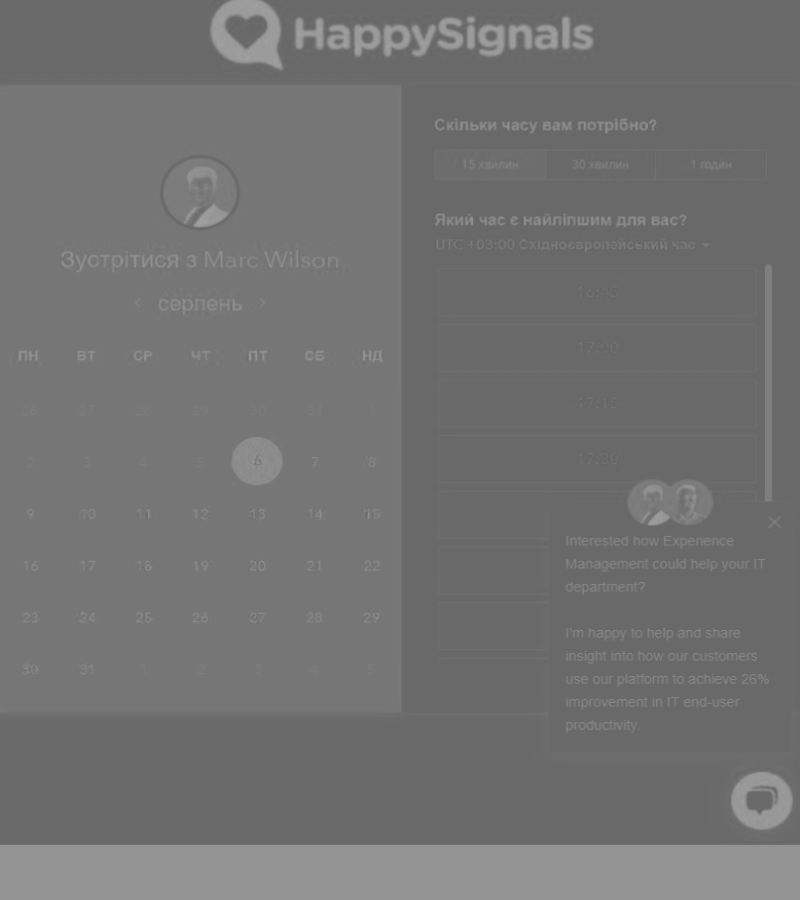 HappySignals
Зустрітися з Marc Wilson
серпень
ПН ВТ СР ЧТ ПТ СБ НД
26 27 28 29 30 31 1
2 3 4 5 6 7 8
9 10 11 12 13 14 15
16 17 18 19 20 21 22
23 24 25 26 27 28 29
30 31 1 2 3 4 5
Скільки часу вам потрібно?
15 хвилин 30 хвилин 1 годин
Який час є найліпшим для вас?
UTC +03:00 Східноєвропейський час
16:45
17:00
17:15
17:30
Interested how Experience
Management could help your IT
department?
I'm happy to help and share
insight into how our customers
use our platform to achieve 26%
improvement in IT end-user
productivity.